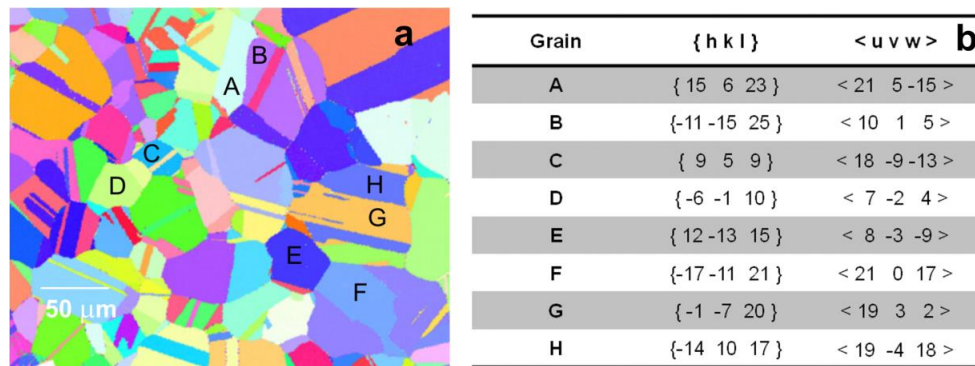 a
B
A
C
D
H
G
E
F
50 μm
b
Grain { h k l } < u v w >
A { 15 6 23 } < 21 5 -15 >
B {-11 -15 25 } < 10 1 5 >
C { 9 5 9 } < 18 -9 -13 >
D { -6 -1 10 } < 7 -2 4 >
E { 12 -13 15 } < 8 -3 -9 >
F {-17 -11 21 } < 21 0 17 >
G { -1 -7 20 } < 19 3 2 >
H {-14 10 17 } < 19 -4 18 >